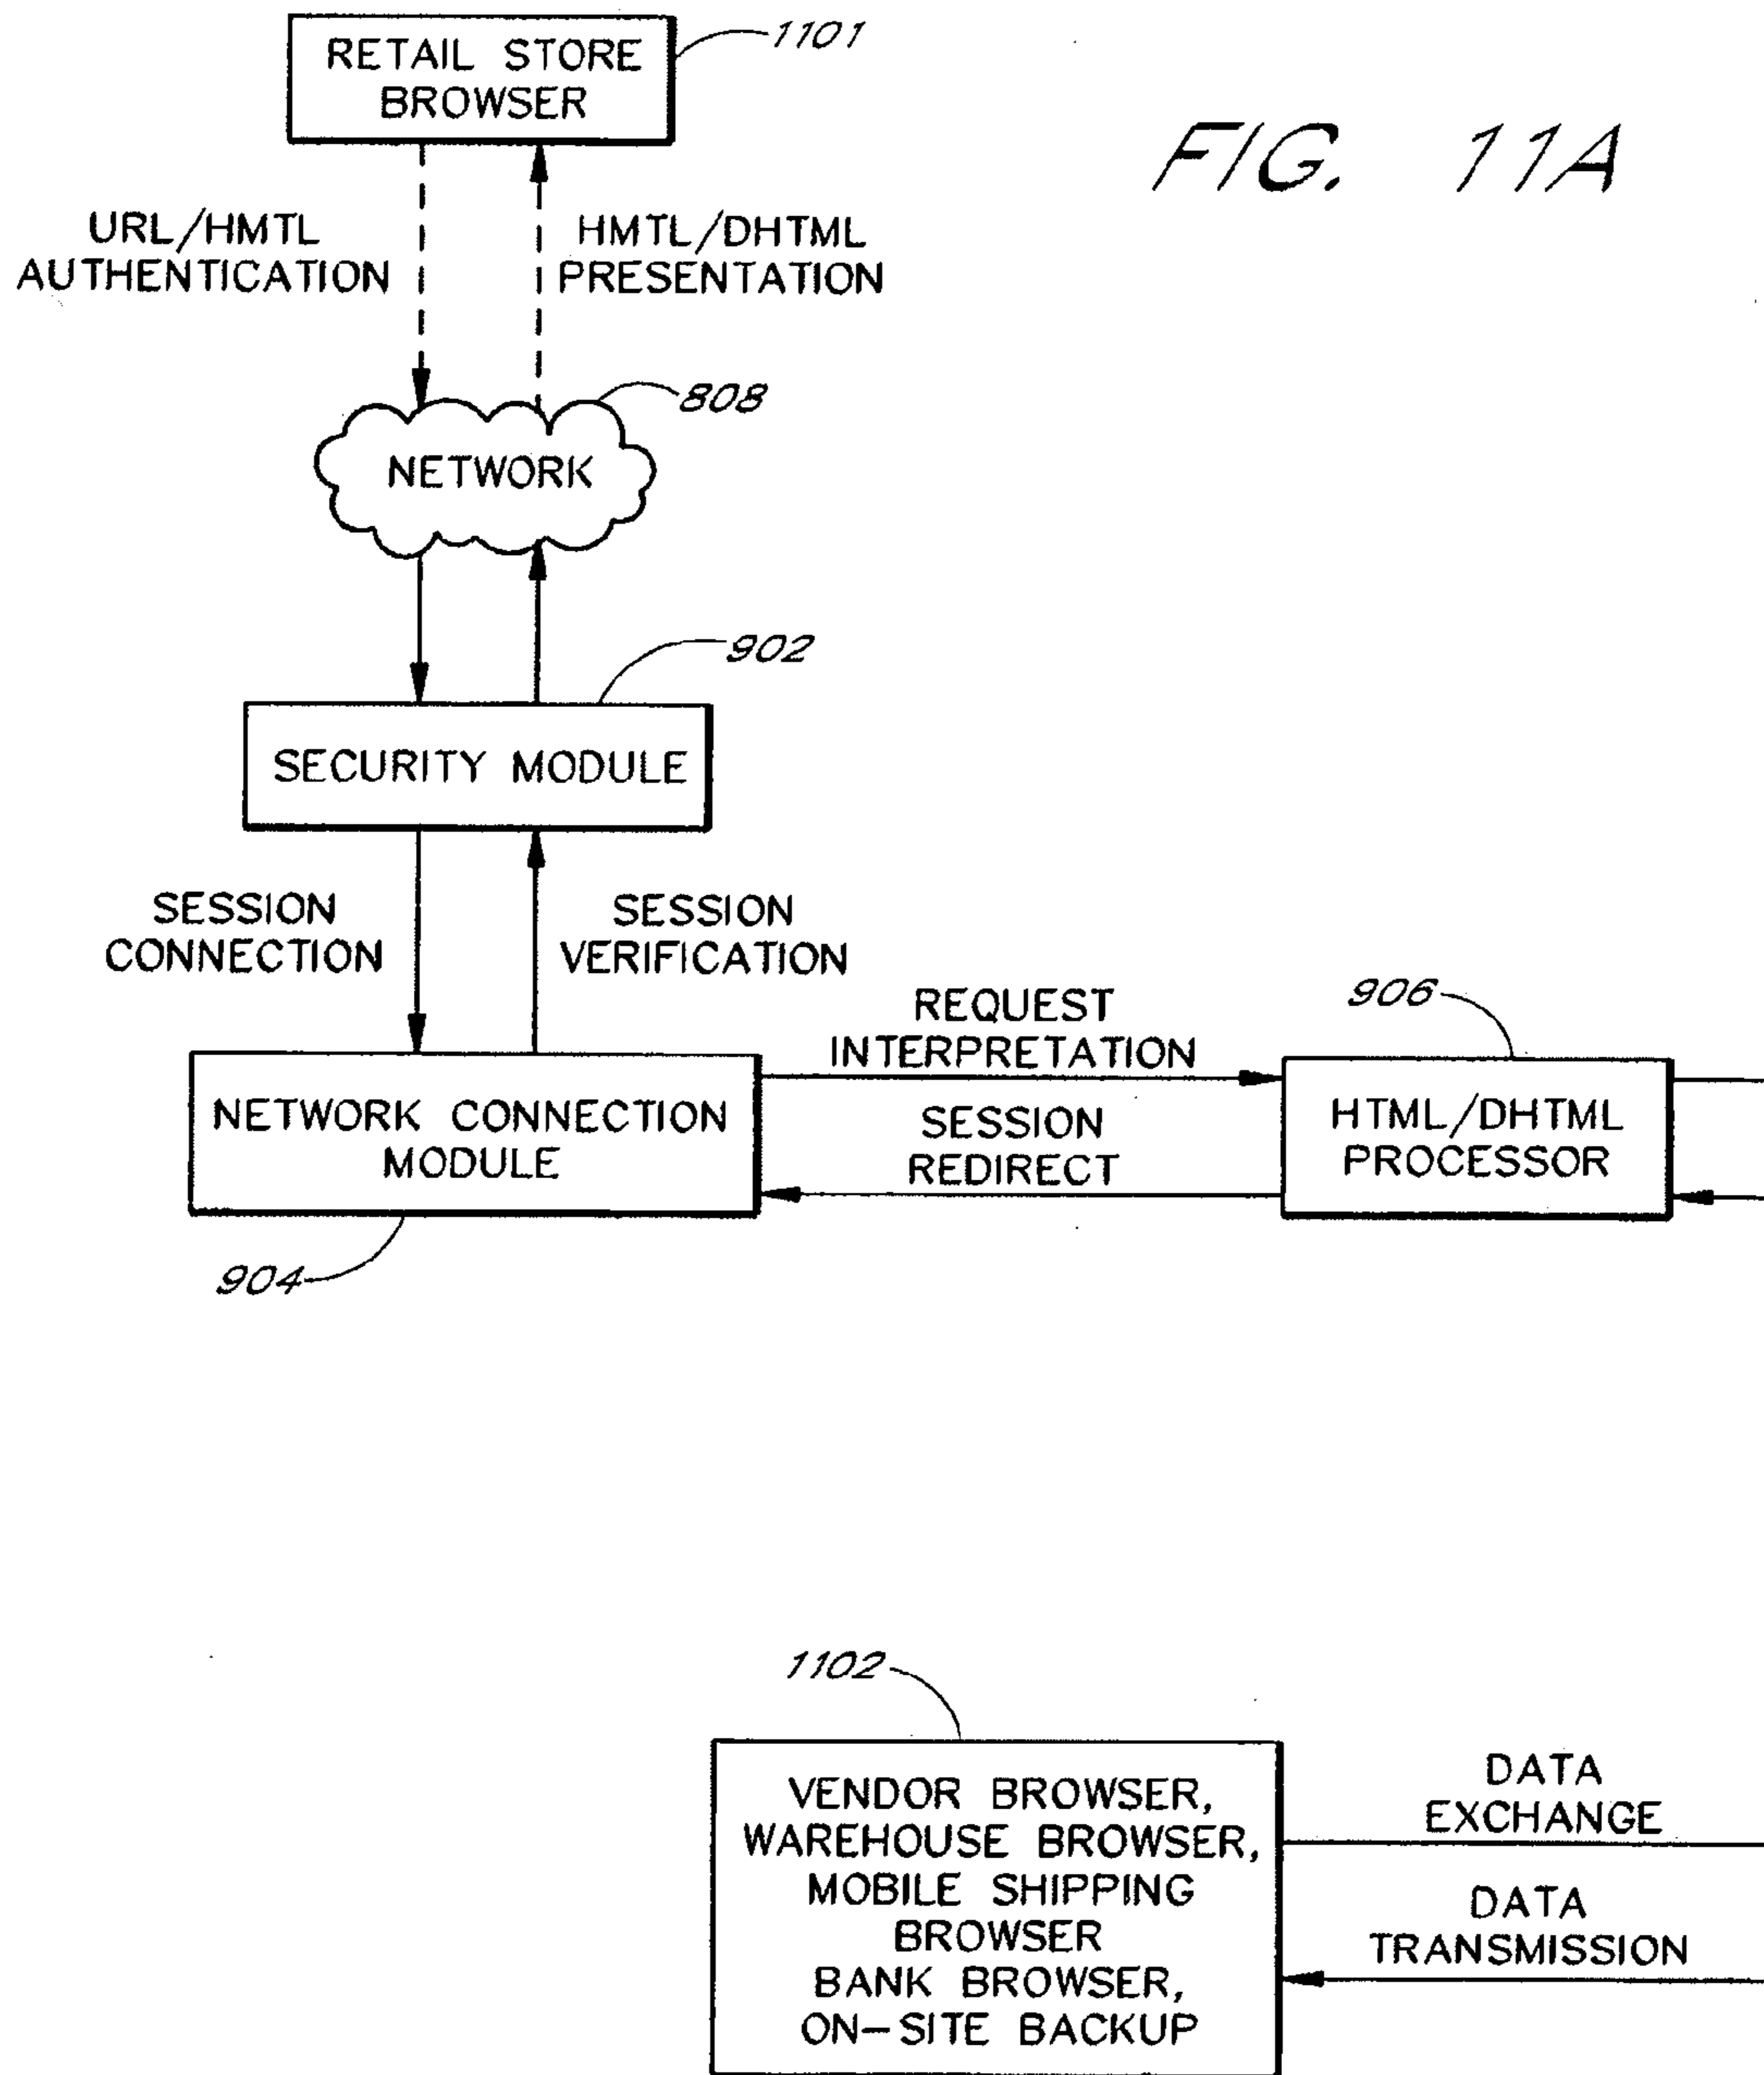 RETAIL STORE
BROWSER
1101
FIG. 11A
URL/HMTL
AUTHENTICATION
HMTL/DHTML
PRESENTATION
808
NETWORK
902
SECURITY MODULE
SESSION
CONNECTION
SESSION
VERIFICATION
REQUEST
INTERPRETATION
906
NETWORK CONNECTION
MODULE
SESSION
REDIRECT
HTML/DHTML
PROCESSOR
904
1102
VENDOR BROWSER,
WAREHOUSE BROWSER,
MOBILE SHIPPING
BROWSER
BANK BROWSER,
ON-SITE BACKUP
DATA
EXCHANGE
DATA
TRANSMISSION